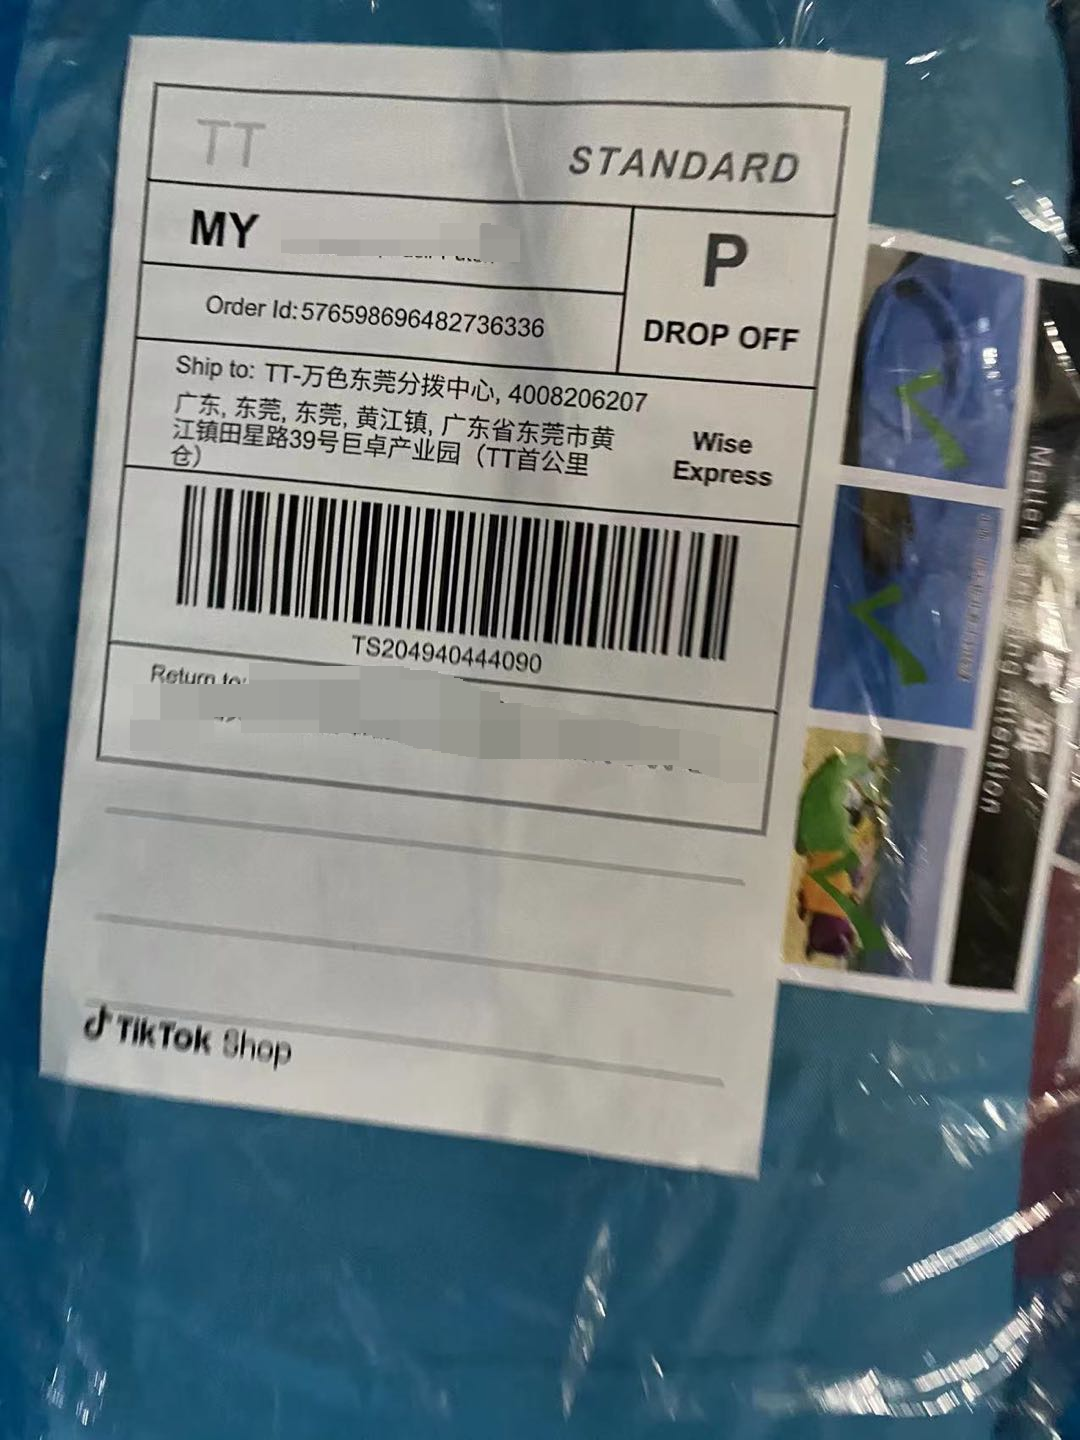 TT
STANDARD
MY
P
DROP OFF
Order Id:576598696482736336
Ship to: TT-万色东莞分拨中心, 4008206207
广东, 东莞, 东莞, 黄江镇, 广东省东莞市黄
江镇田星路39号巨卓产业园（TT首公里
仓）
Wise
Express
TS204940444090
Return to:
TikTok Shop
Attention